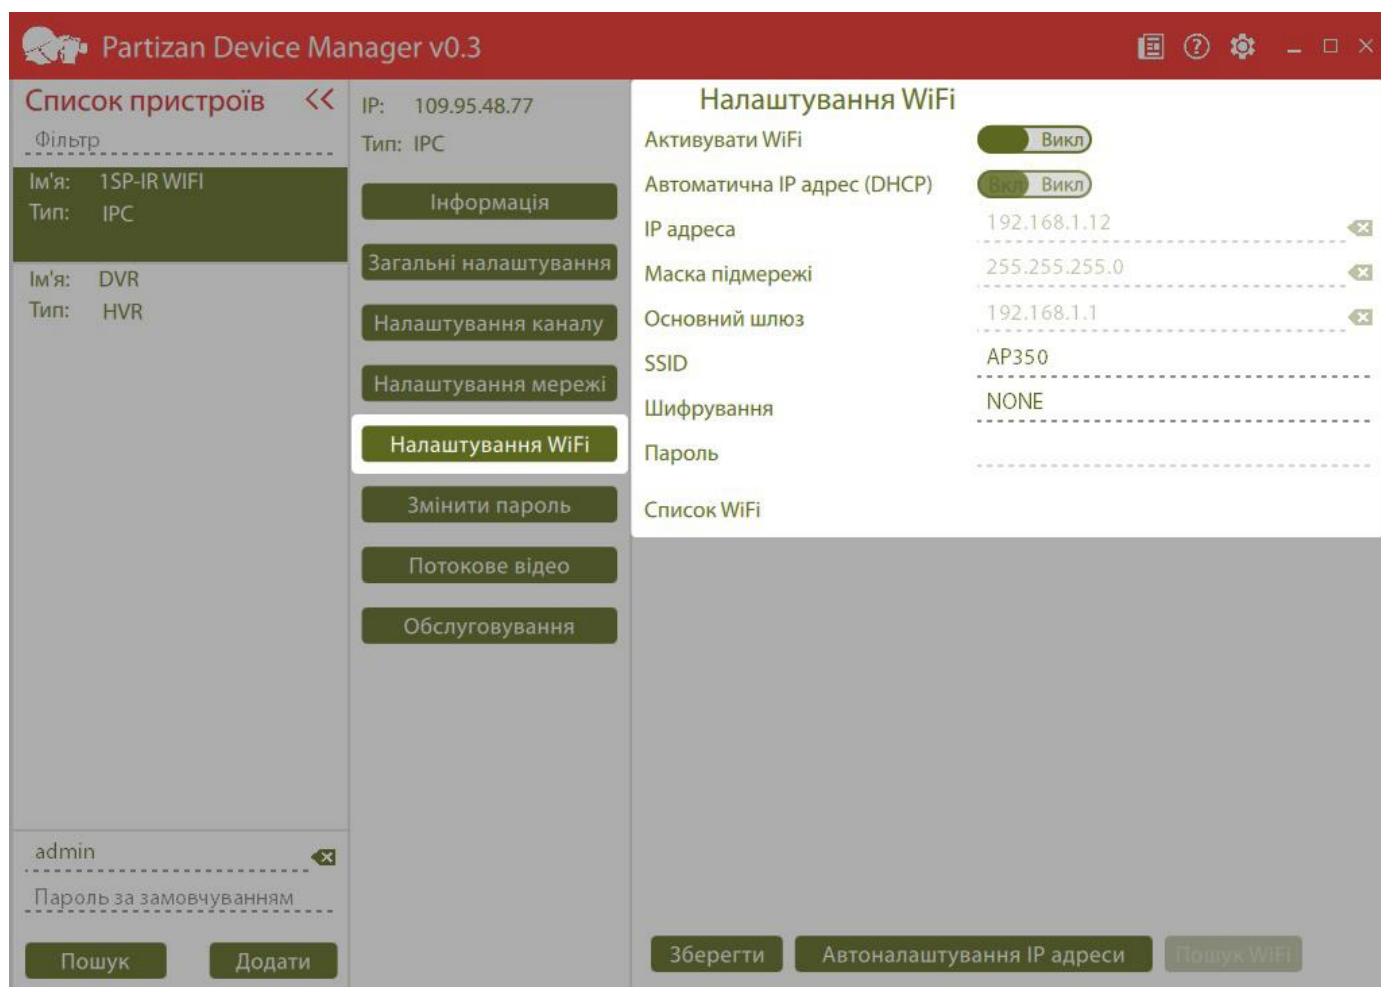 Partizan Device Manager v0.3
Список пристроїв <<
Фільтр
Ім'я: 1SP-IR WIFI
Тип: IPC
Ім'я: DVR
Тип: HVR
admin
Пароль за замовчуванням
Пошук Додати
IP: 109.95.48.77
Тип: IPC
Інформація
Загальні налаштування
Налаштування каналу
Налаштування мережі
Налаштування WiFi
Змінити пароль
Потокове відео
Обслуговування
Налаштування WiFi
Активувати WiFi Викл
Автоматична IP адрес (DHCP) Вкл Викл
IP адреса 192.168.1.12
Маска підмережі 255.255.255.0
Основний шлюз 192.168.1.1
SSID AP350
Шифрування NONE
Пароль
Список WiFi
Зберегти Автоналаштування IP адреси Пошук WiFi